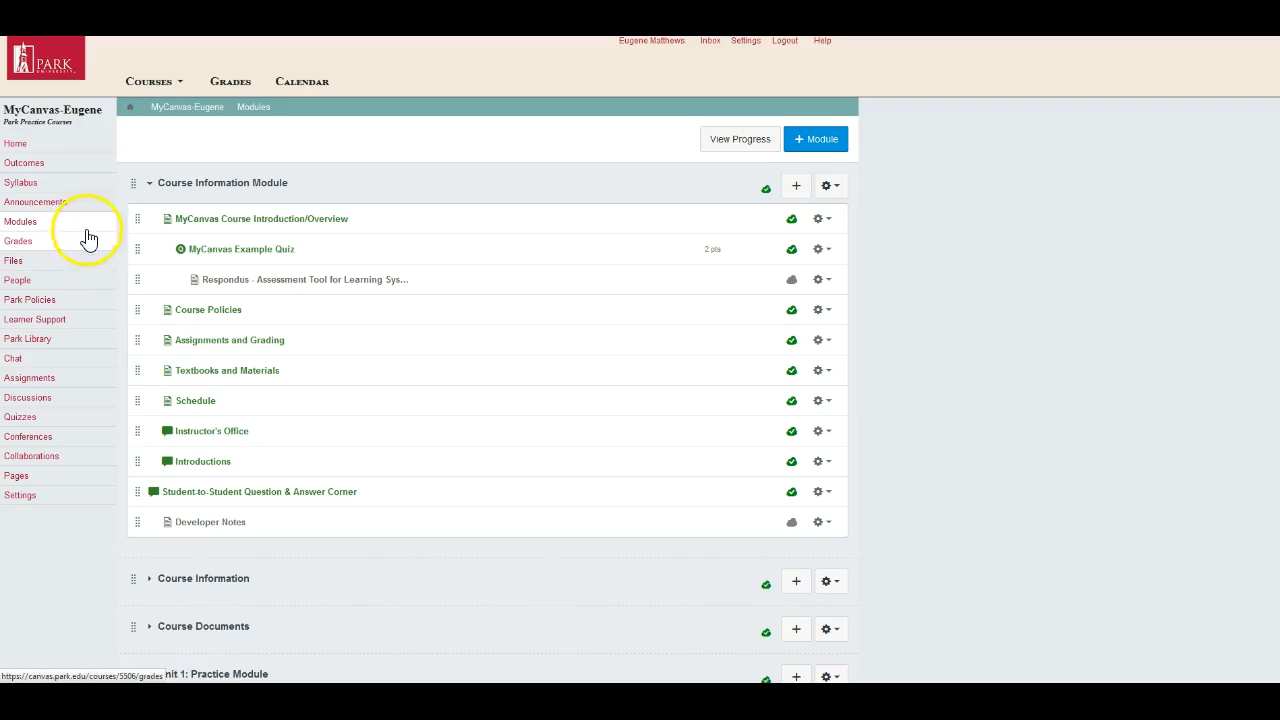 Eugene Matthews Inbox Settings Logout Help
PARK
UNIVERSITY
COURSES GRADES CALENDAR
MyCanvas-Eugene
Park Practice Courses
Home
Outcomes
Syllabus
Announcements
Modules
Grades
Files
People
Park Policies
Learner Support
Park Library
Chat
Assignments
Discussions
Quizzes
Conferences
Collaborations
Pages
Settings
MyCanvas-Eugene Modules
View Progress + Module
Course Information Module
MyCanvas Course Introduction/Overview
MyCanvas Example Quiz 2 pts
Respondus - Assessment Tool for Learning Sys...
Course Policies
Assignments and Grading
Textbooks and Materials
Schedule
Instructor's Office
Introductions
Student-to-Student Question & Answer Corner
Developer Notes
Course Information
Course Documents
nit 1: Practice Module
https://canvas.park.edu/courses/5506/grades